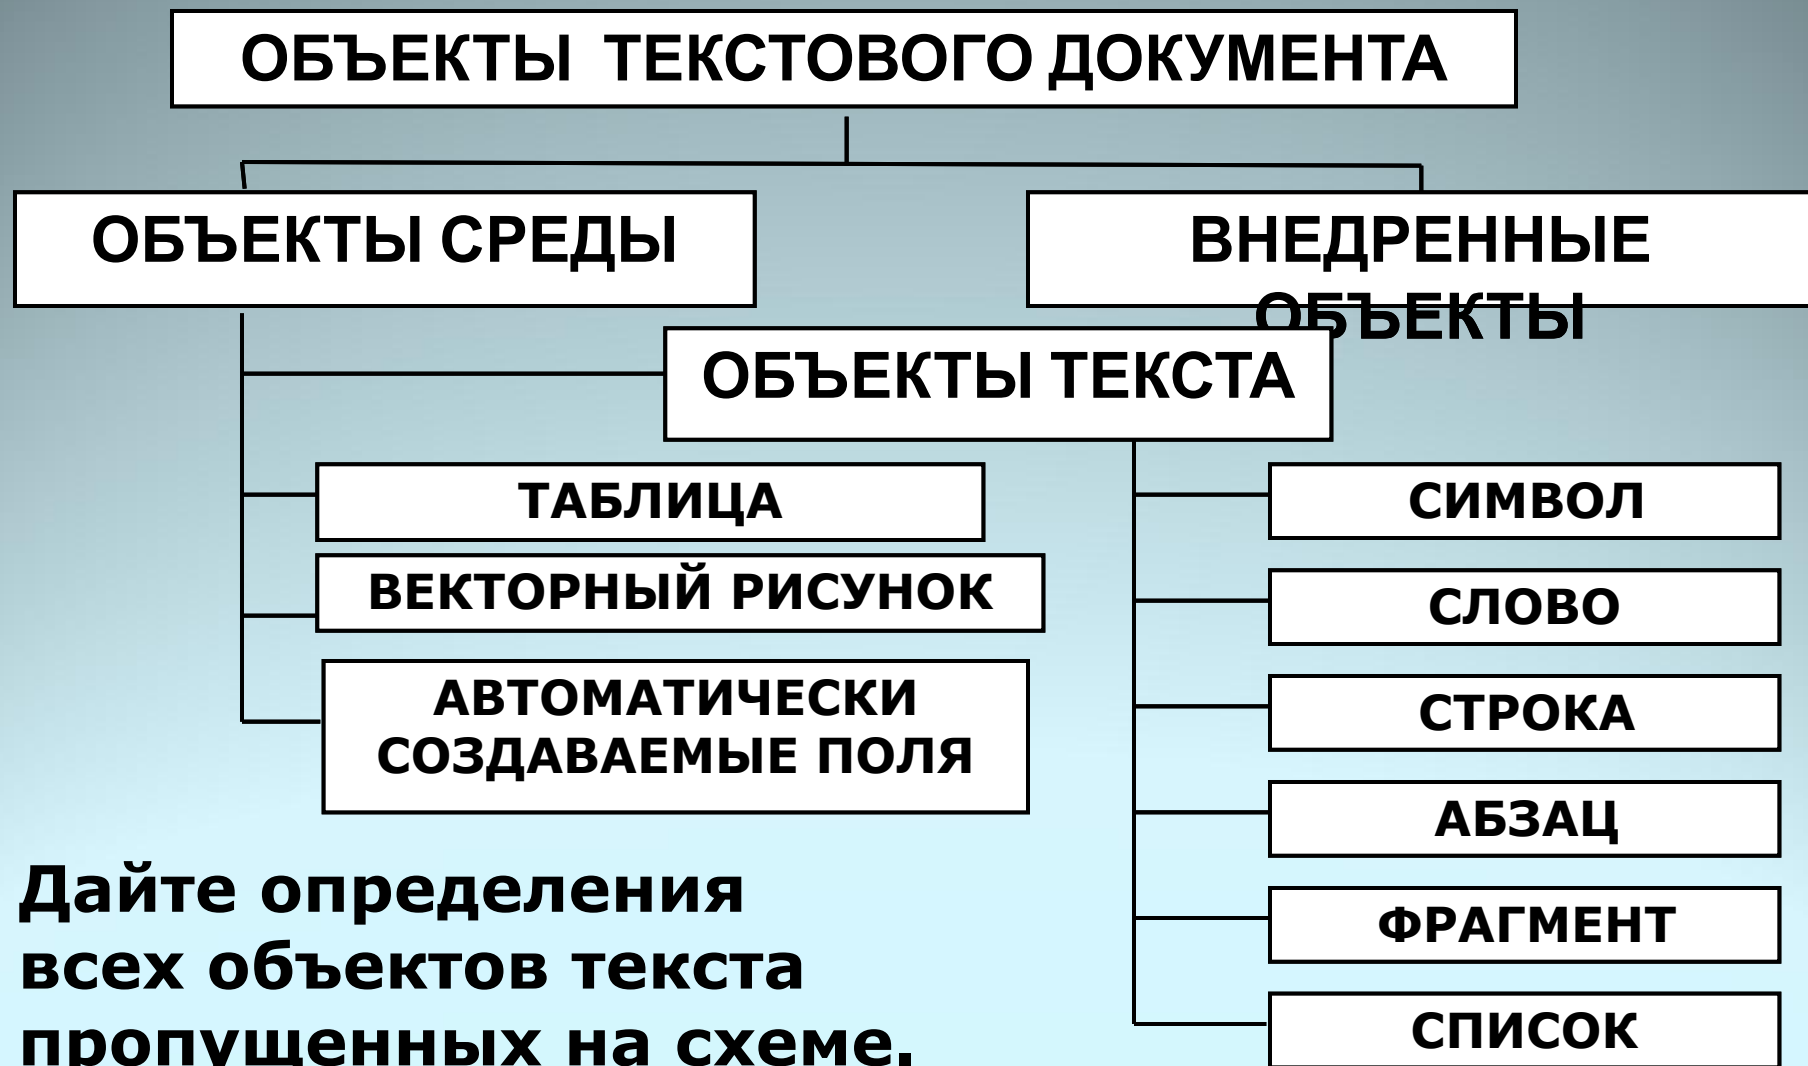 ОБЪЕКТЫ ТЕКСТОВОГО ДОКУМЕНТА
ОБЪЕКТЫ СРЕДЫ
ВНЕДРЕННЫЕ
ОБЪЕКТЫ
ОБЪЕКТЫ ТЕКСТА
ТАБЛИЦА
ВЕКТОРНЫЙ РИСУНОК
АВТОМАТИЧЕСКИ
СОЗДАВАЕМЫЕ ПОЛЯ
СИМВОЛ
СЛОВО
СТРОКА
АБЗАЦ
ФРАГМЕНТ
СПИСОК
Дайте определения
всех объектов текста
пропущенных на схеме.